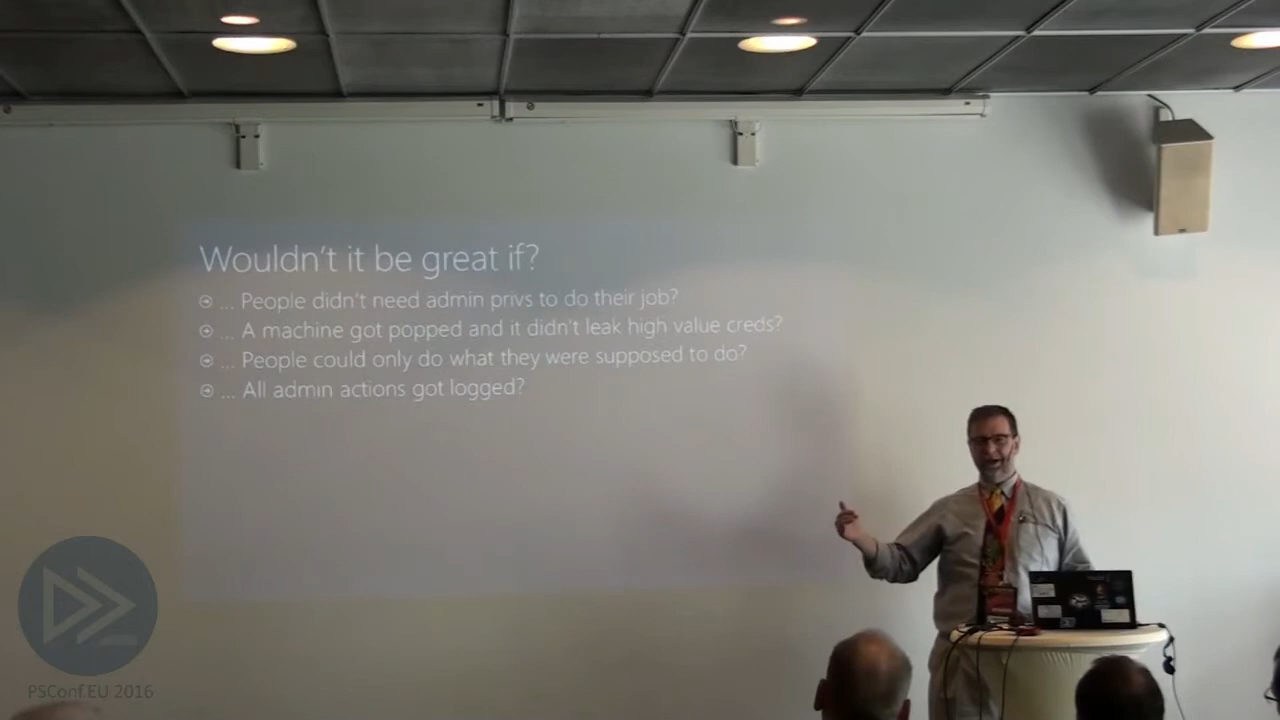 Wouldn't it be great if?
... People didn't need admin privs to do their job?
... A machine got popped and it didn't leak high value creds?
... People could only do what they were supposed to do?
... All admin actions got logged?
PSConf.EU 2016